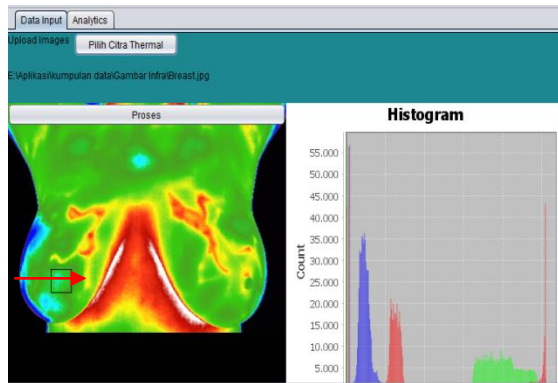 Data Input Analytics
Upload Images Pilih Citra Thermal
E:\Aplikasi\kumpulan data\Gambar Infra\Breast.jpg
Proses
Histogram
55.000
50.000
45.000
40.000
35.000
30.000
25.000
20.000
15.000
10.000
5.000
Count